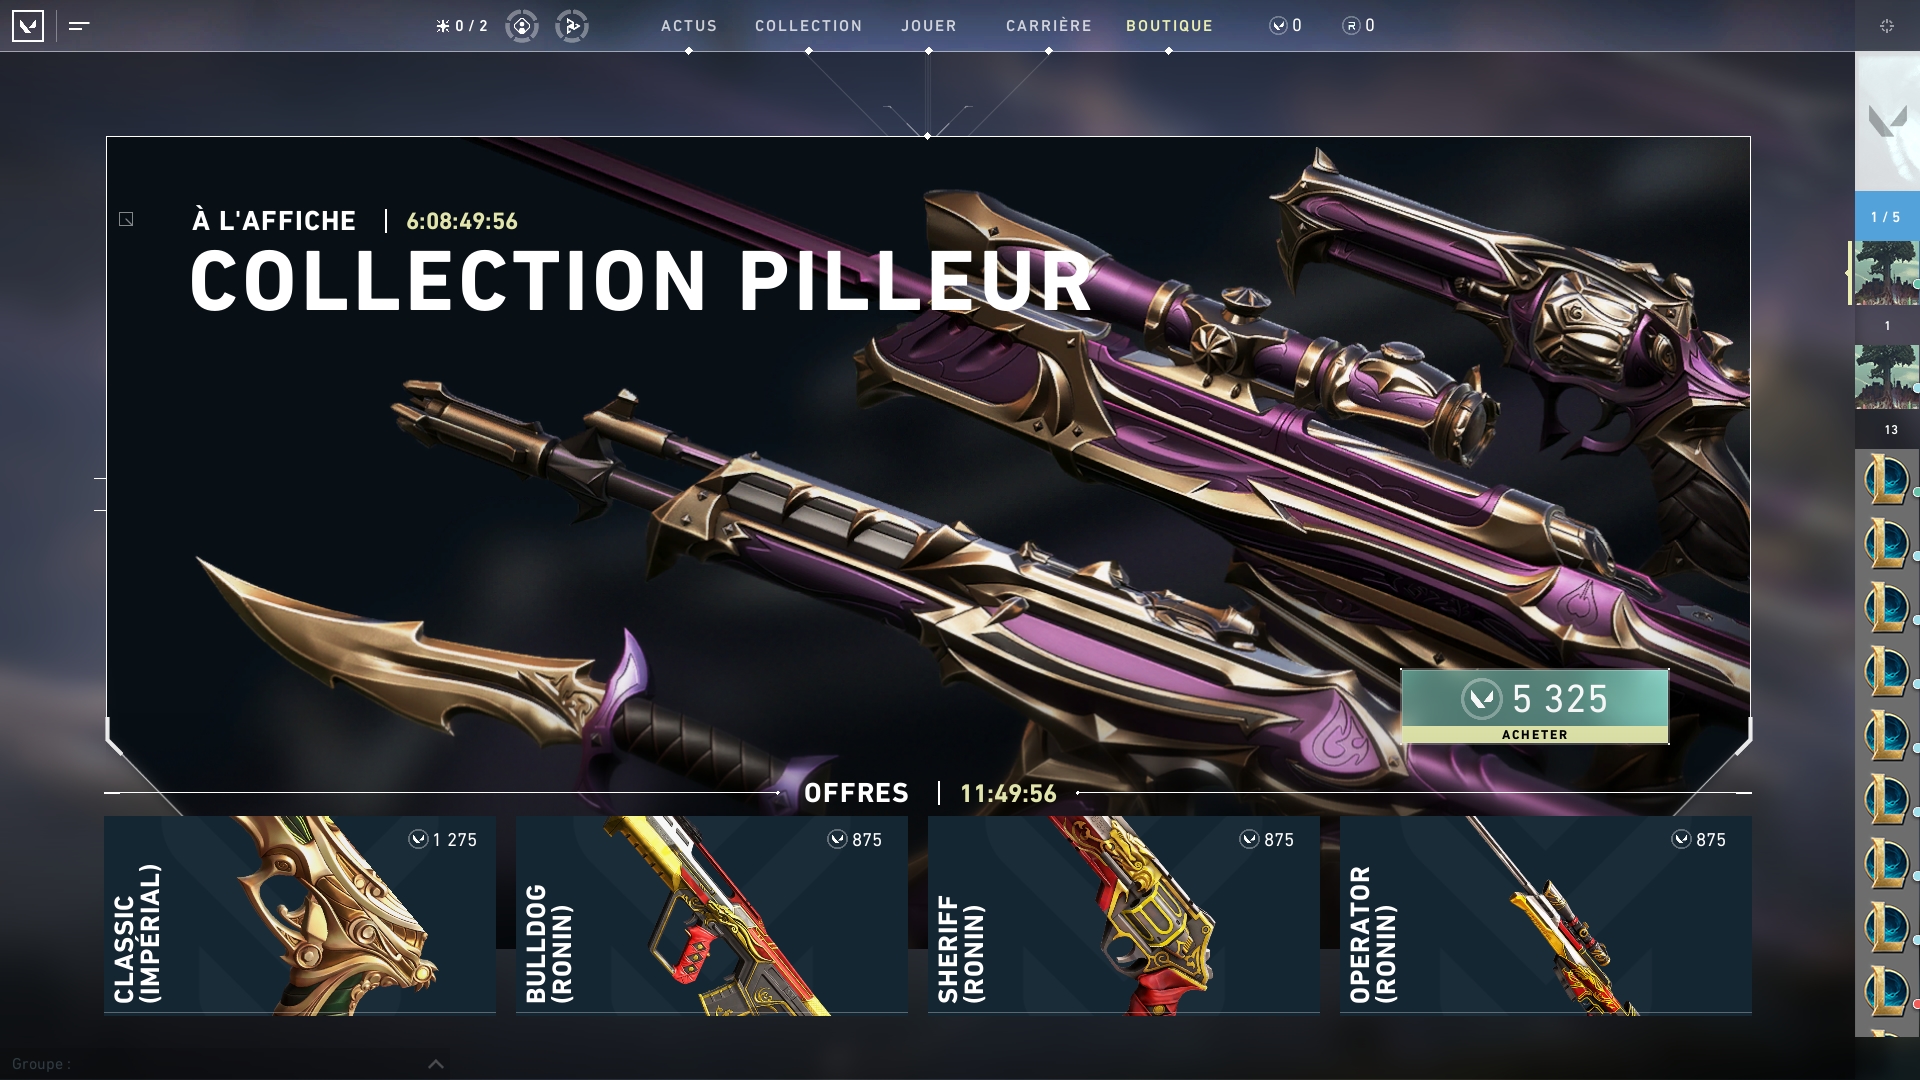 0 / 2
ACTUS
COLLECTION
JOUER
CARRIÈRE
BOUTIQUE
0
R 0
À L'AFFICHE | 6:08:49:56
COLLECTION PILLEUR
5 325
ACHETER
OFFRES | 11:49:56
1 275
CLASSIC
(IMPÉRIAL)
875
BULLDOG
(RONIN)
875
SHERIFF
(RONIN)
875
OPERATOR
(RONIN)
1 / 5
1
13
Groupe :